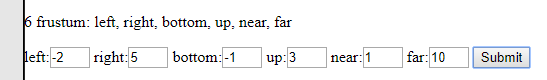 6 frustum: left, right, bottom, up, near, far
left: -2 right: 5 bottom: -1 up: 3 near: 1 far: 10 Submit